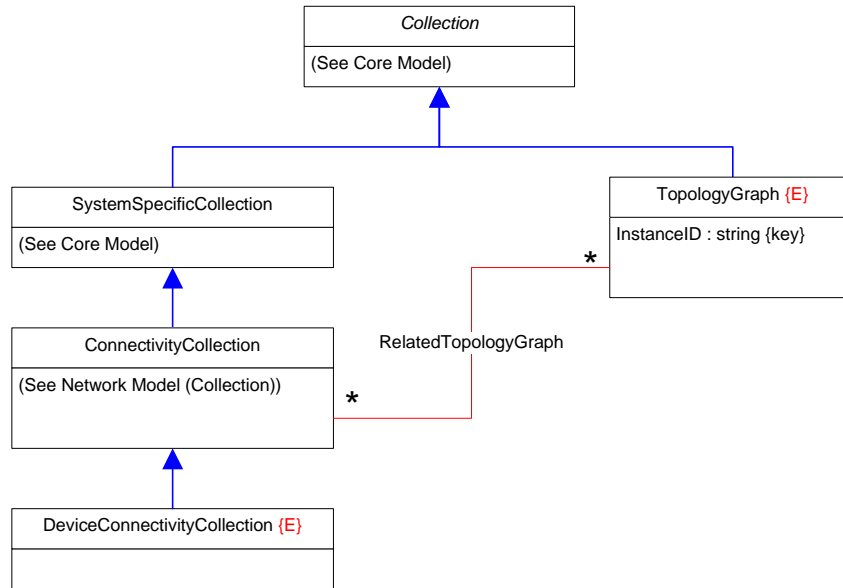 Collection
(See Core Model)
SystemSpecificCollection
(See Core Model)
TopologyGraph {E}
InstanceID : string {key}
*
RelatedTopologyGraph
ConnectivityCollection
(See Network Model (Collection))
*
DeviceConnectivityCollection {E}